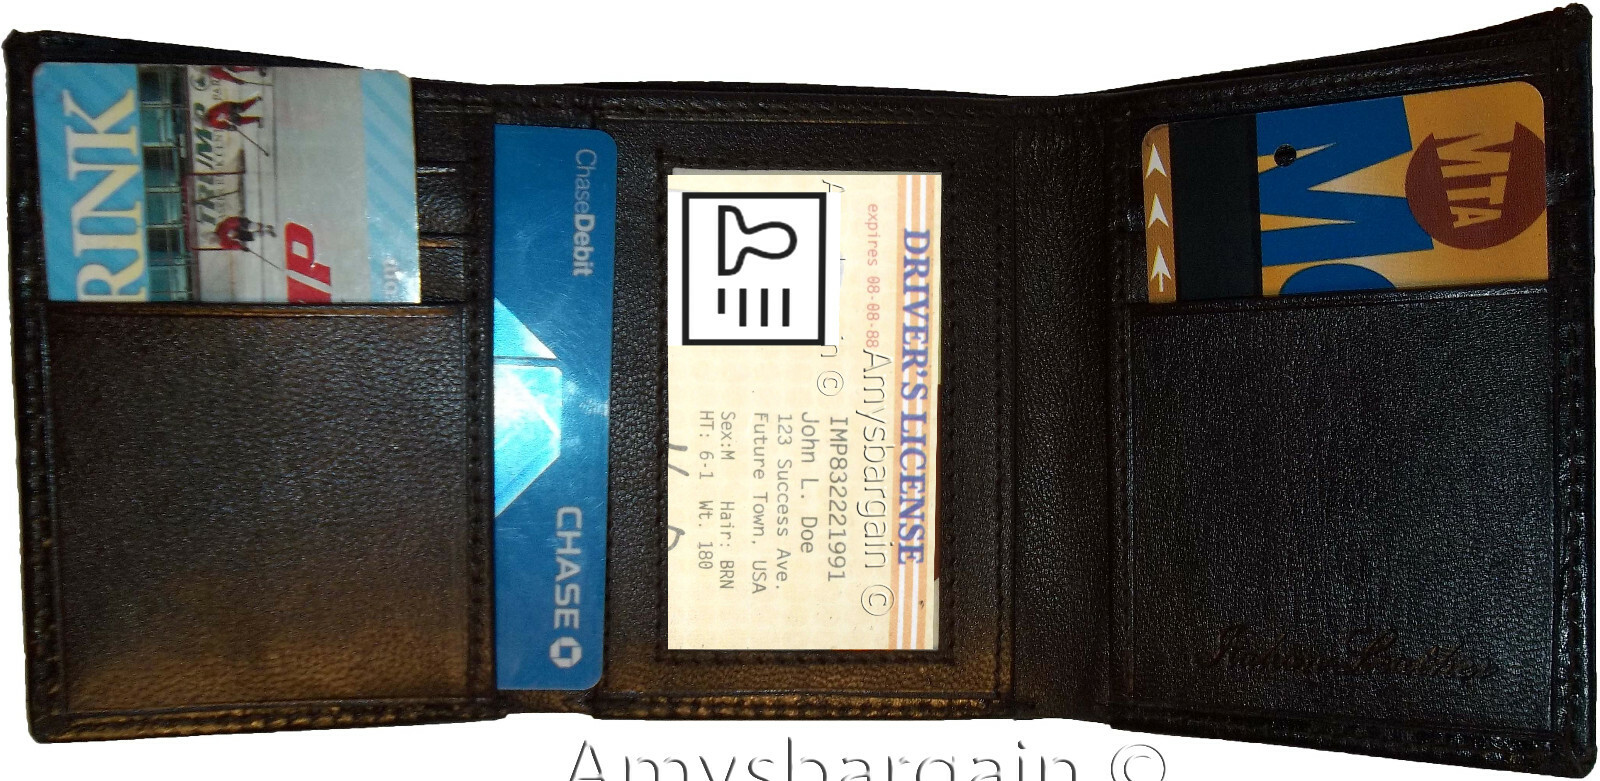 RINK
ChaseDebit
CHASE
DRIVER'S LICENSE
expires 08-08-88
Amysbargain ©
IMP832221991
John L. Doe
123 Success Ave.
Future Town, USA
Sex:M Hair: BRN
HT: 6-1 Wt. 180
MTA
Amysbargain ©